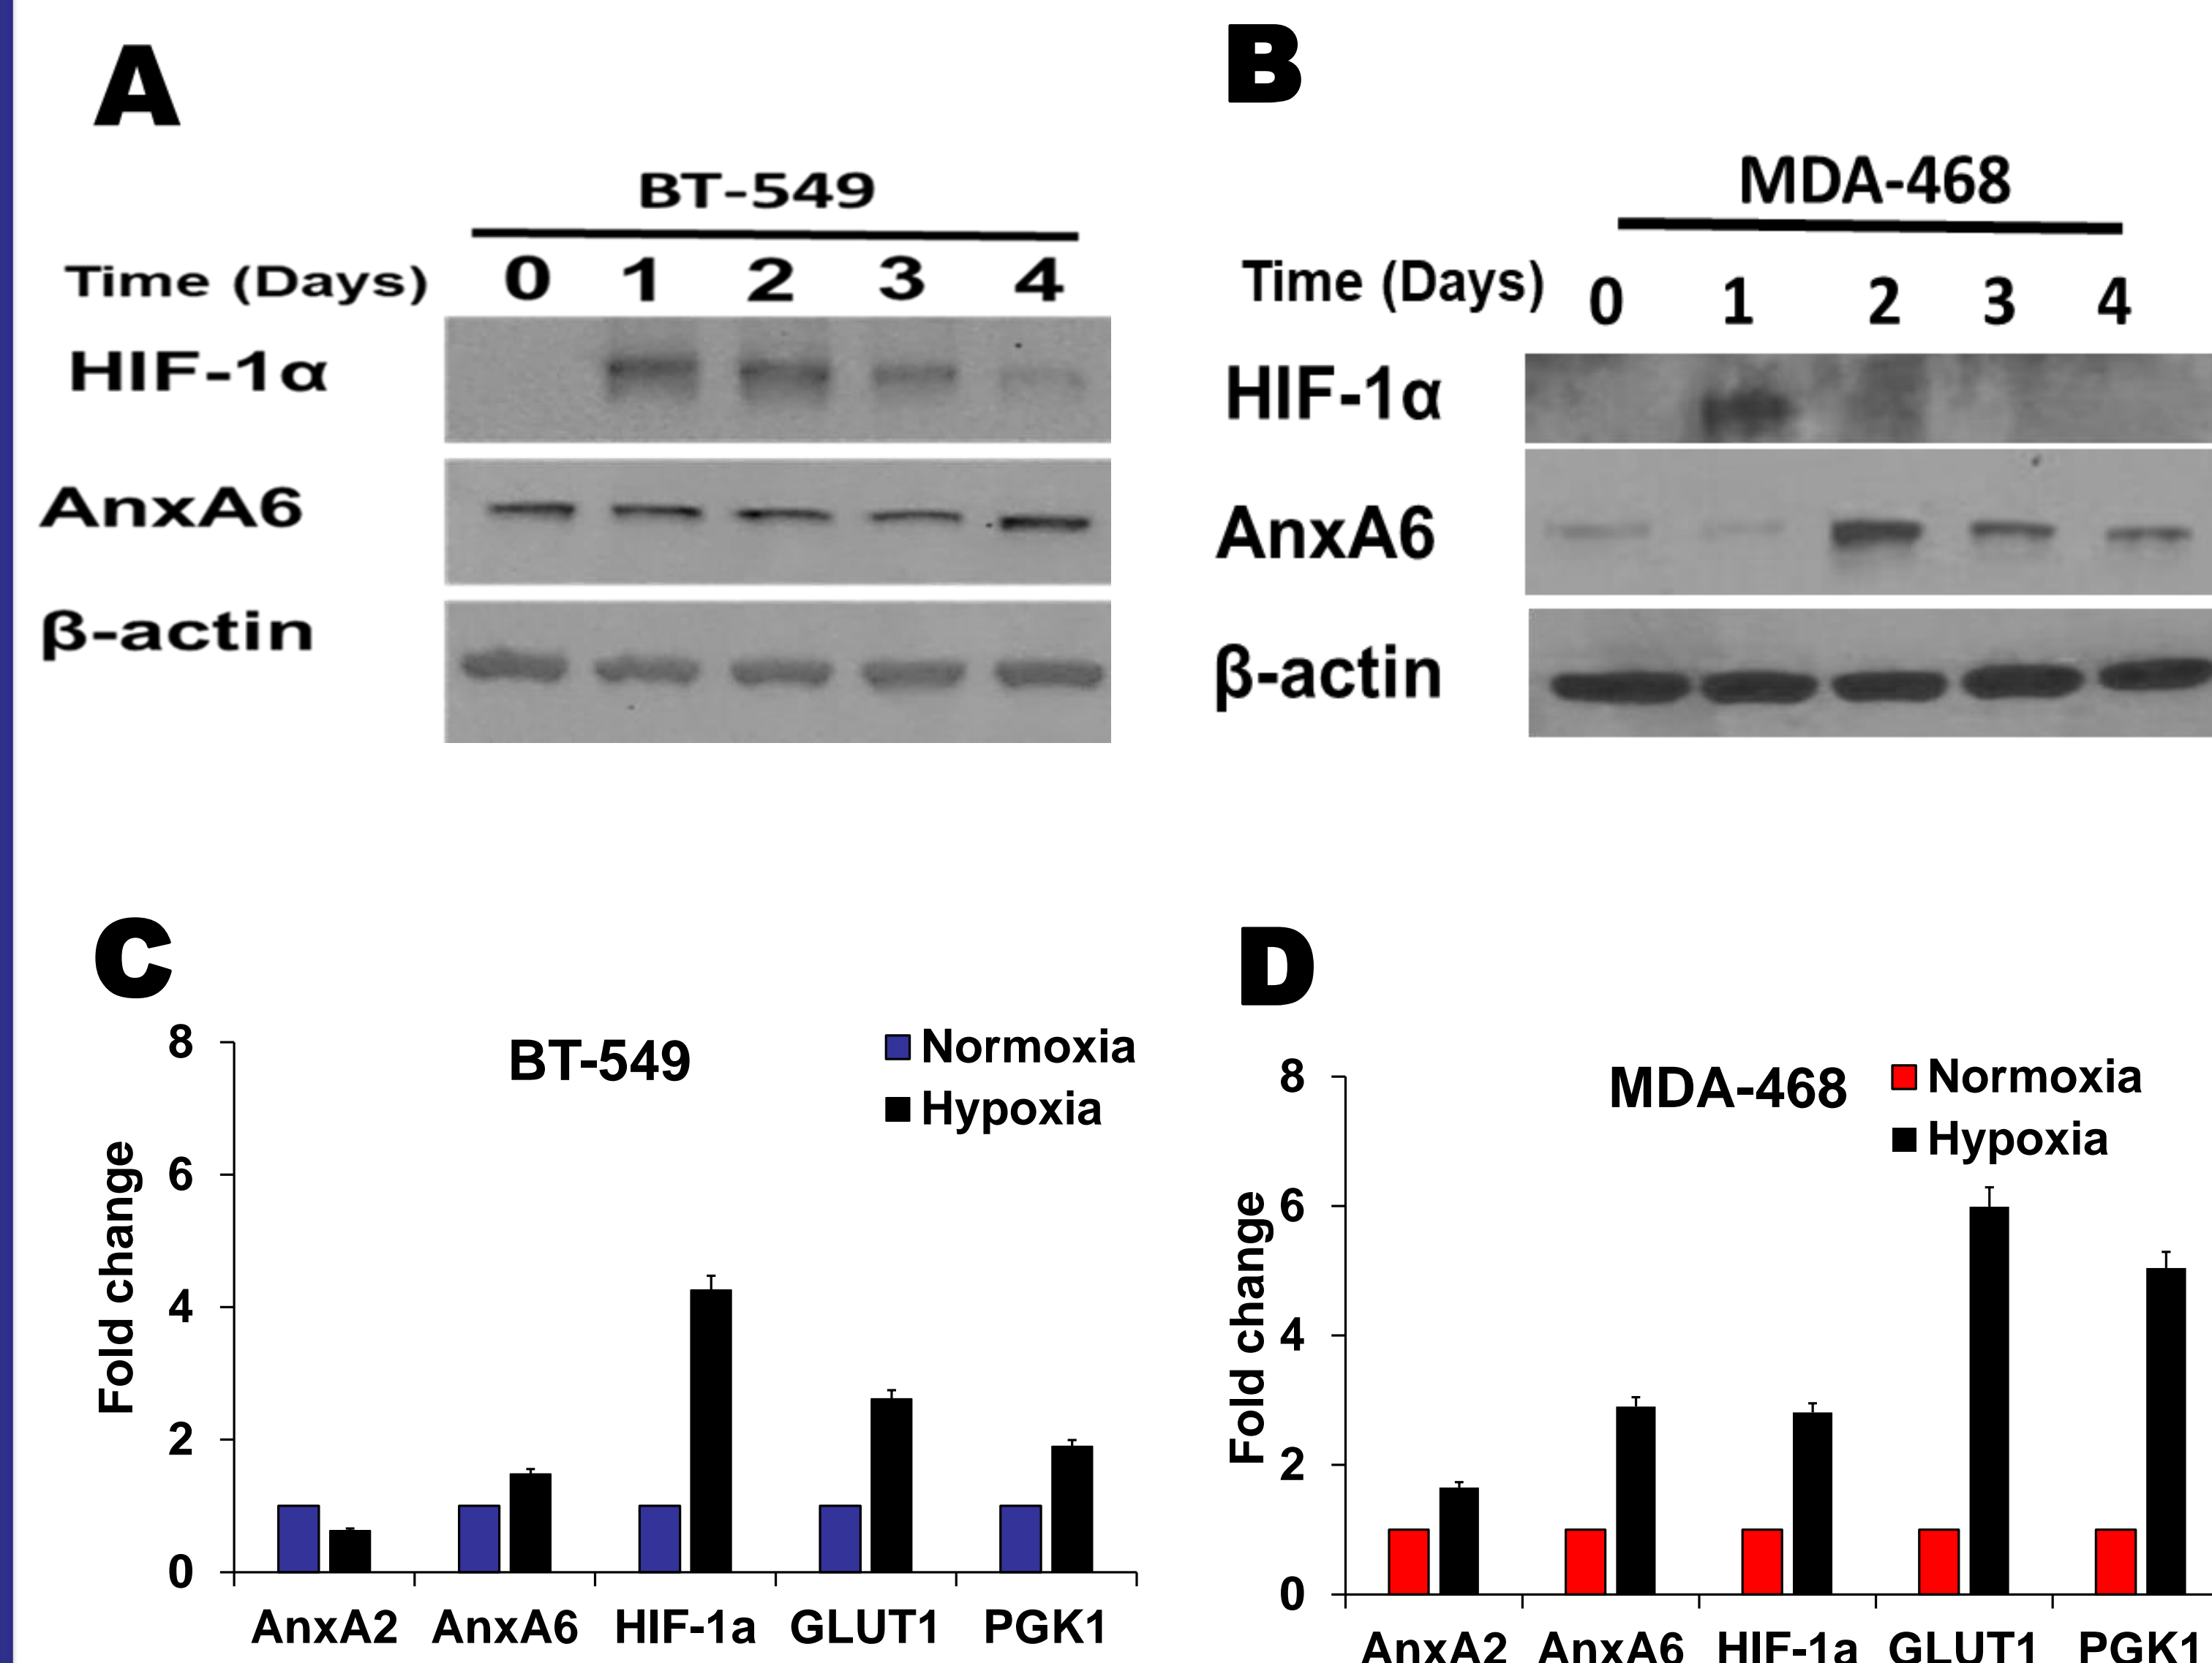 A
BT-549
Time (Days) 0 1 2 3 4
HIF-1α
AnxA6
β-actin
B
MDA-468
Time (Days) 0 1 2 3 4
HIF-1α
AnxA6
β-actin
C
BT-549
Normoxia
Hypoxia
Fold change
8
6
4
2
0
AnxA2 AnxA6 HIF-1a GLUT1 PGK1
D
MDA-468
Normoxia
Hypoxia
Fold change
8
6
4
2
0
AnxA2 AnxA6 HIF-1a GLUT1 PGK1